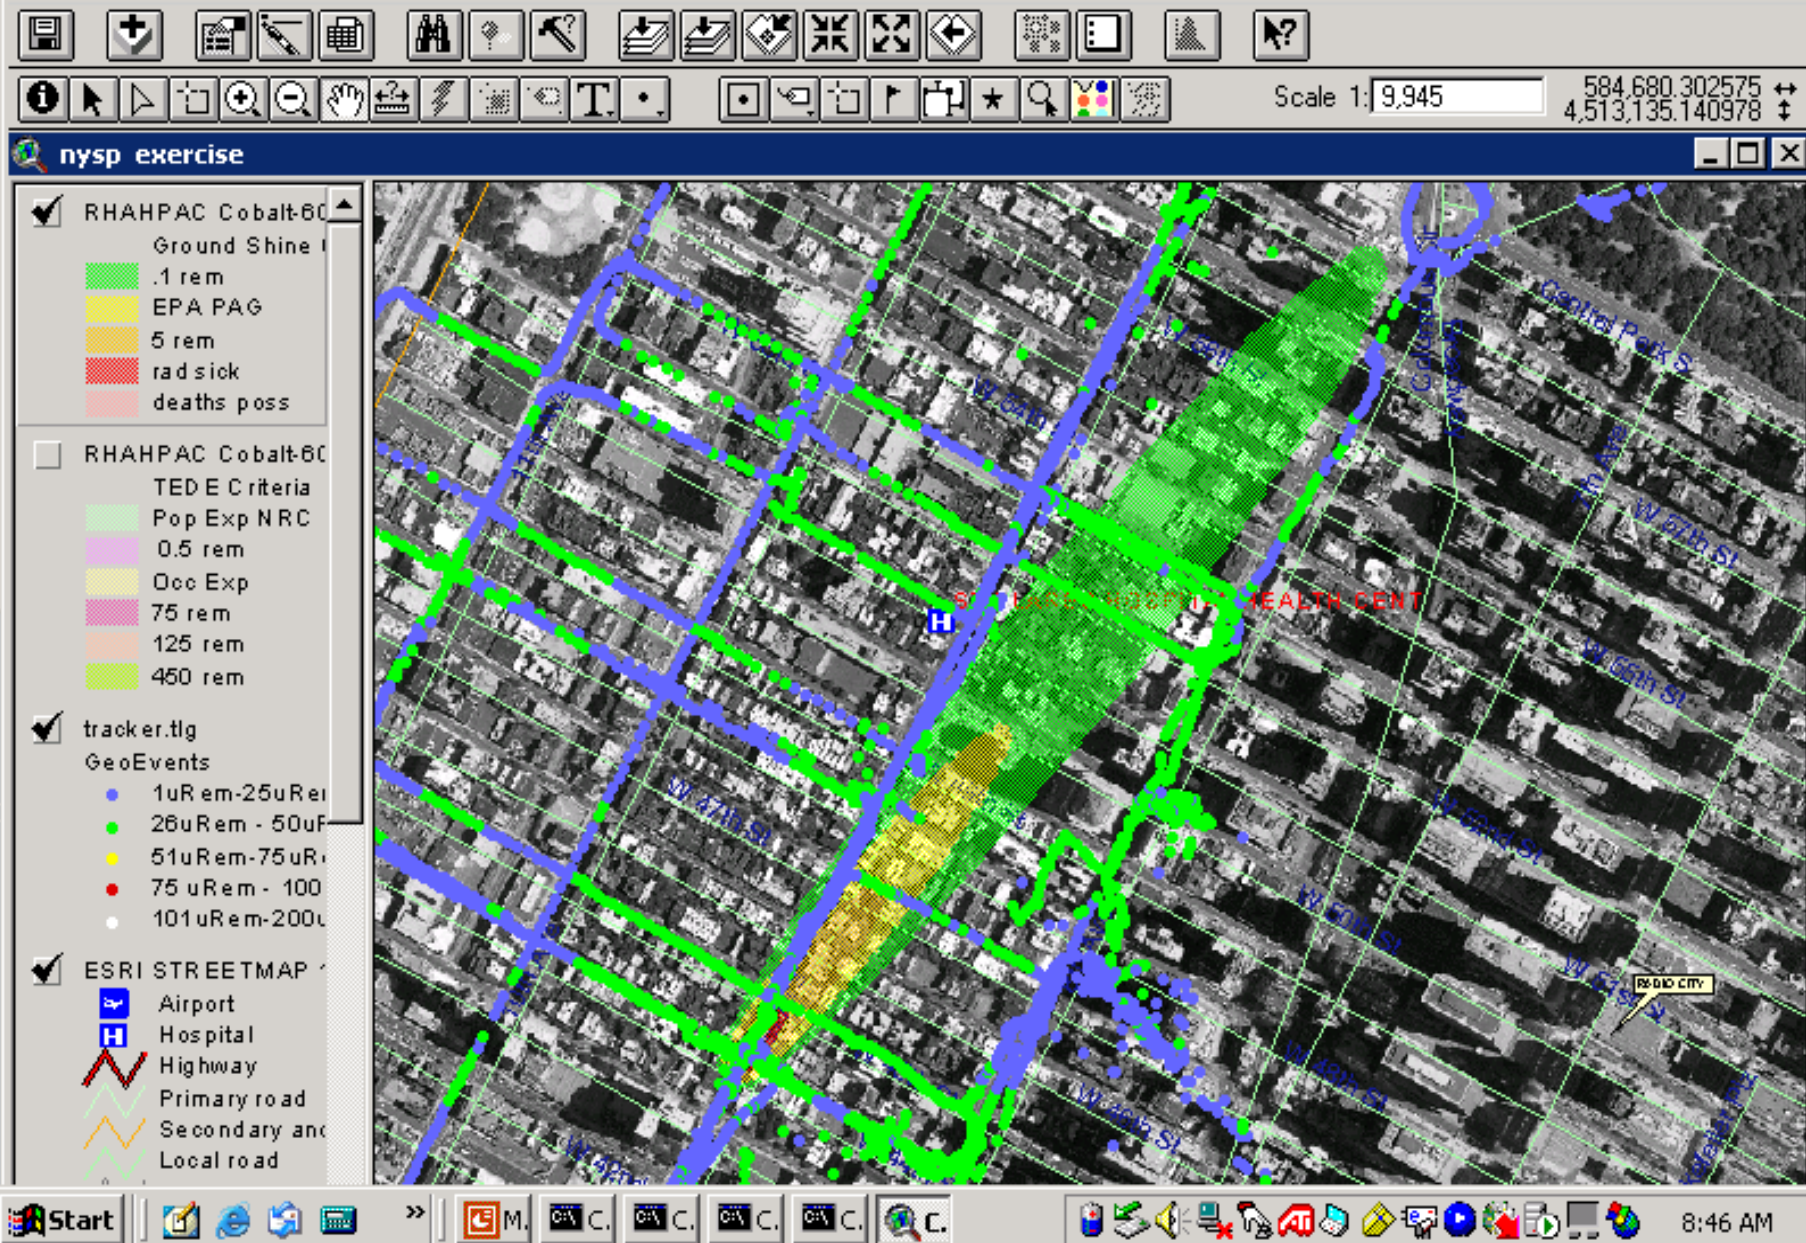 Scale 1: 9,945
584,680.302575
4,513,135.140978
nysp exercise
RHAHPAC Cobalt-60
Ground Shine
.1 rem
EPA PAG
5 rem
rad sick
deaths poss
RHAHPAC Cobalt-60
TEDE Criteria
Pop Exp NRC
0.5 rem
Occ Exp
75 rem
125 rem
450 rem
tracker.tlg
GeoEvents
1uRem-25uRe
26uRem - 50uR
51uRem-75uR
75 uRem - 100
101uRem-200u
ESRI STREETMAP
Airport
Hospital
Highway
Primary road
Secondary and
Local road
Central Park S
W 57th St
W 55th St
HOSPITAL HEALTH CENT
H
W 47th St
W 52nd St
W 50th St
W 51st St
RADIO CITY
W 48th St
W 46th St
W 42nd
Start
M.
C.
C.
C.
C.
C.
8:46 AM